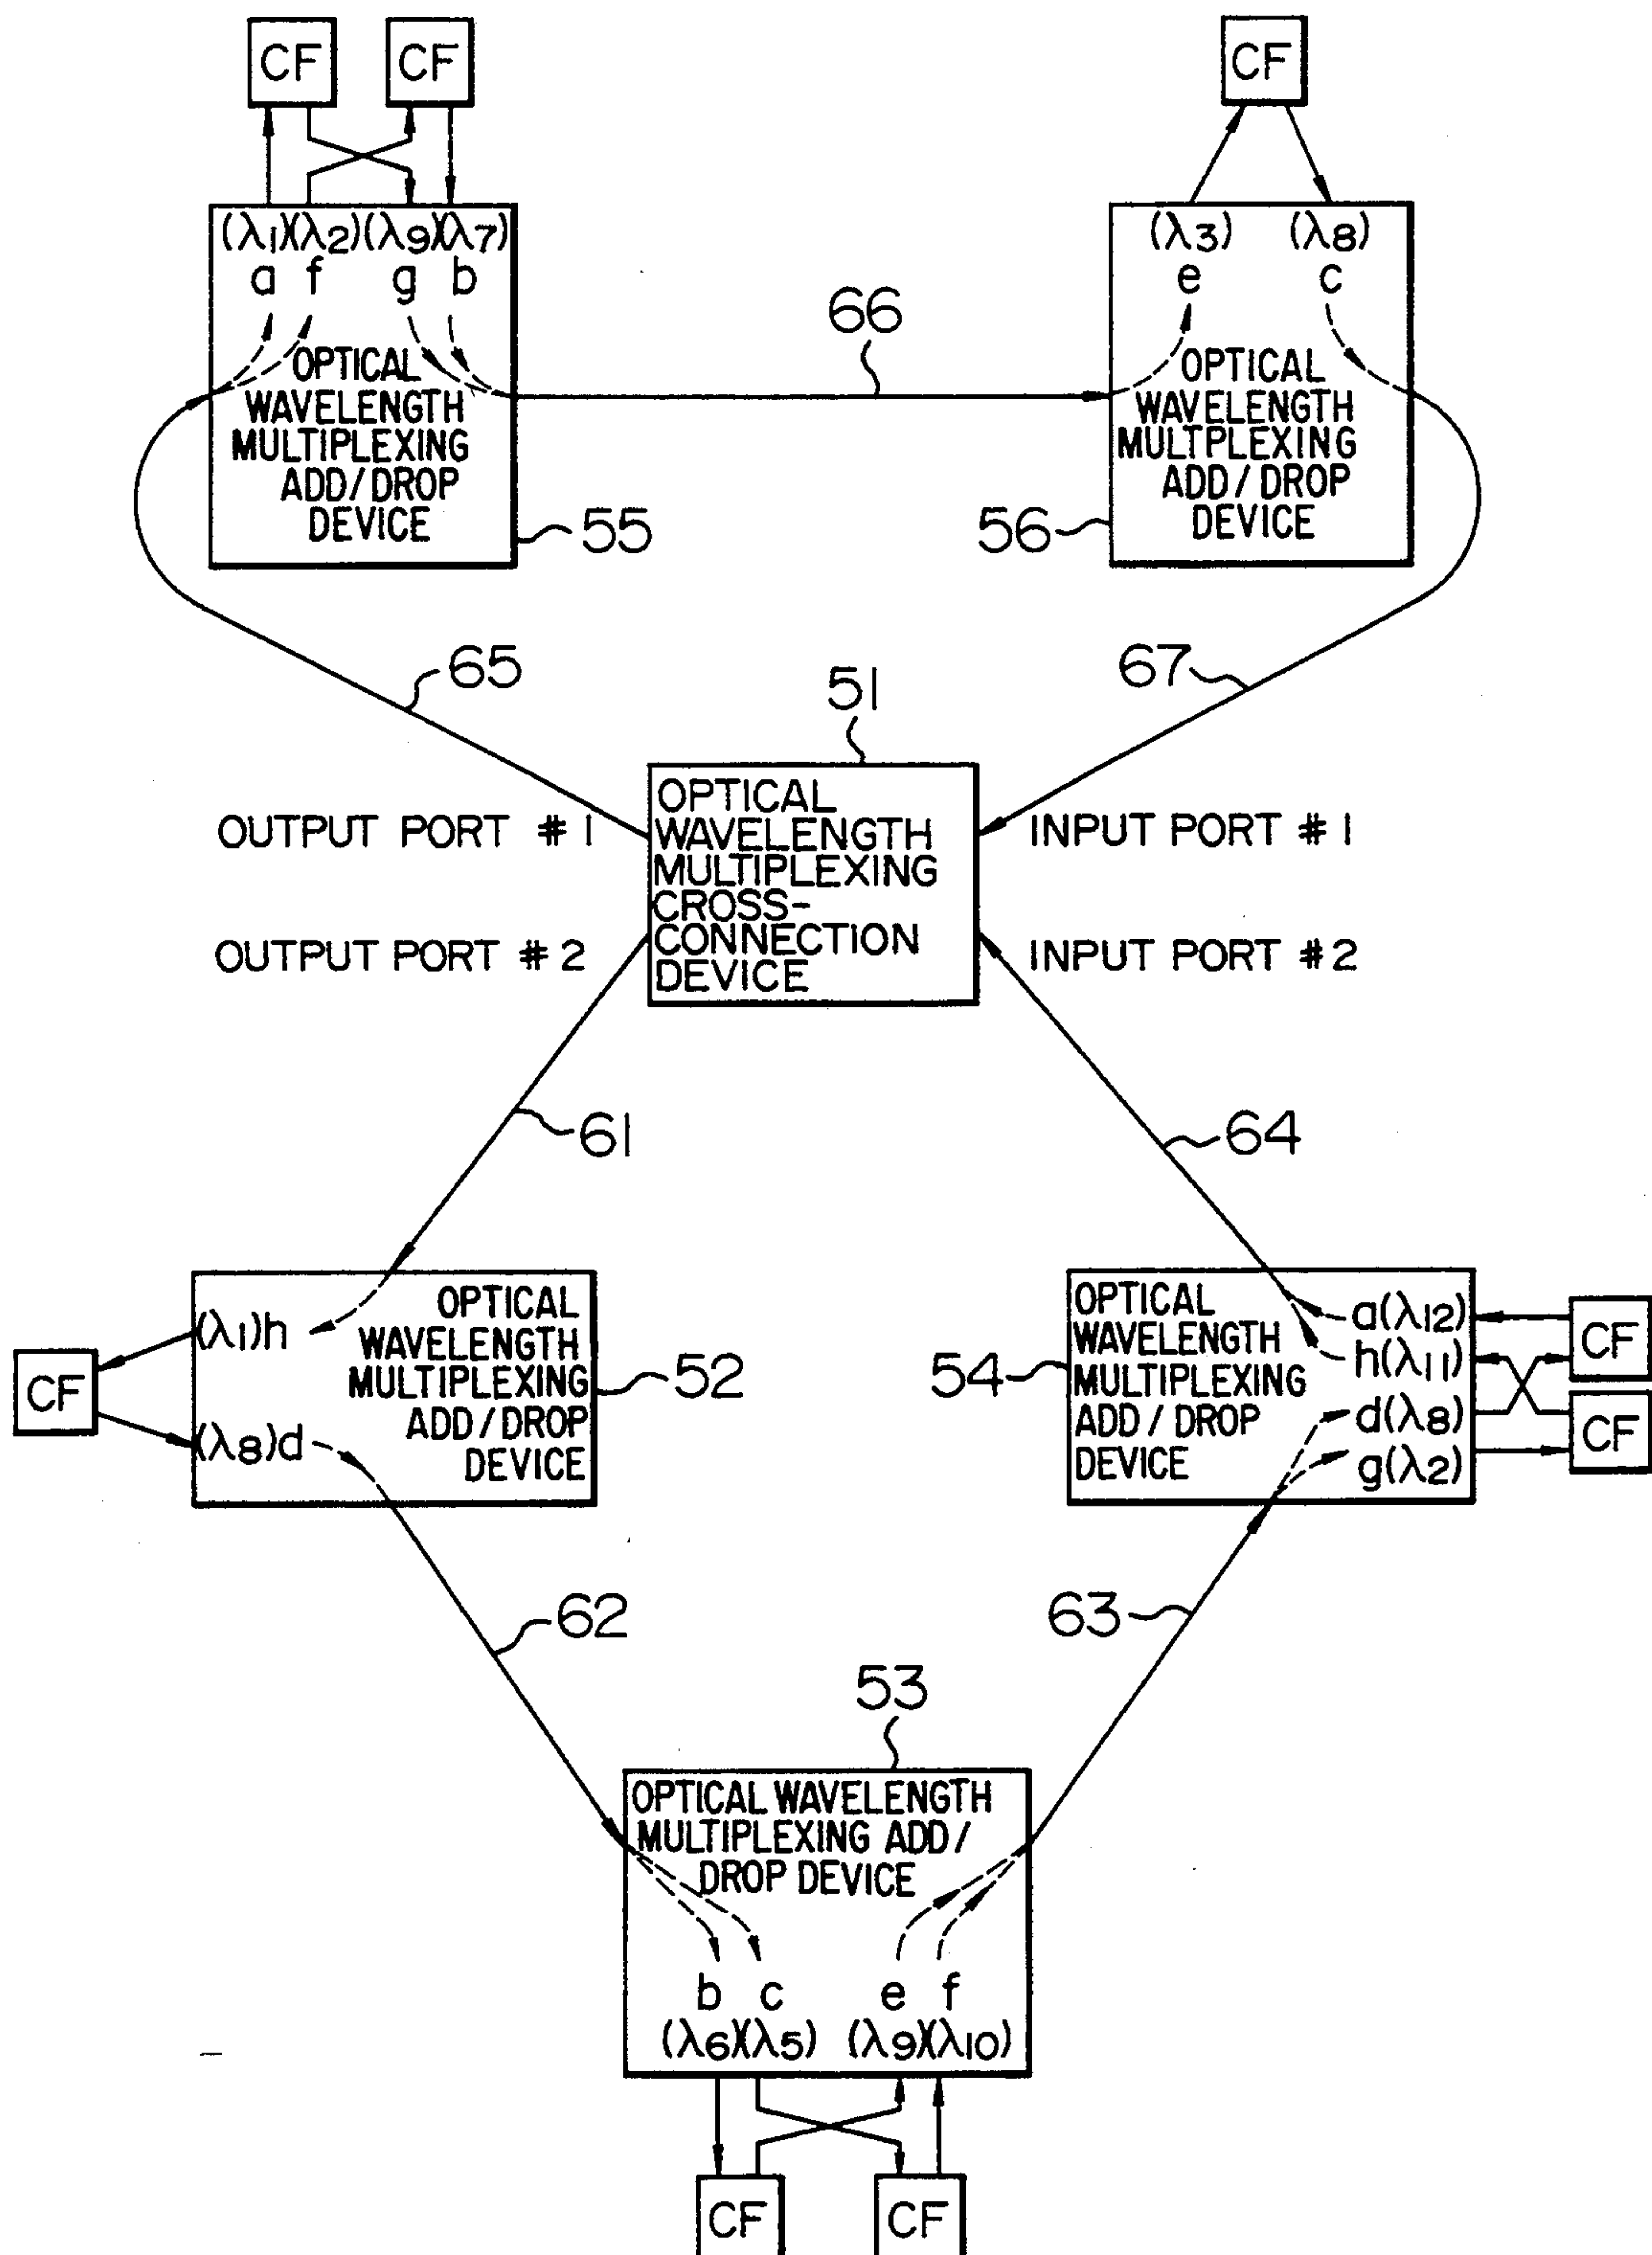 CF CF CF
(λ1)(λ2)(λ9)(λ7)
a f g b
OPTICAL
WAVELENGTH
MULTIPLEXING
ADD/DROP
DEVICE
55
66
(λ3) (λ8)
e c
OPTICAL
WAVELENGTH
MULTPLEXING
ADD/DROP
DEVICE
56
65
51
67
OUTPUT PORT #1
OPTICAL
WAVELENGTH
MULTIPLEXING
CROSS-
CONNECTION
DEVICE
INPUT PORT #1
OUTPUT PORT #2
INPUT PORT #2
61
64
(λ1)h
OPTICAL
WAVELENGTH
MULTIPLEXING
ADD/DROP
DEVICE
CF
(λ8)d
52
54
OPTICAL
WAVELENGTH
MULTIPLEXING
ADD/DROP
DEVICE
a(λ12)
h(λ11)
d(λ8)
g(λ2)
CF
CF
62
63
53
OPTICAL WAVELENGTH
MULTIPLEXING ADD/
DROP DEVICE
b c e f
(λ6)(λ5) (λ9)(λ10)
CF CF